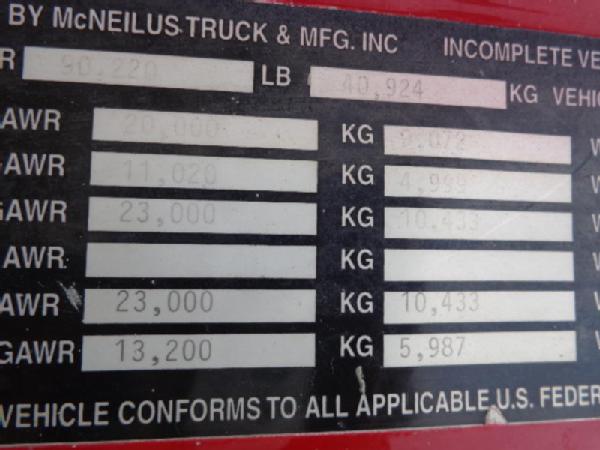 BY McNEILUS TRUCK & MFG. INC INCOMPLETE VE
R 90,220 LB 40,924 KG VEHIC
AWR 20,000 KG 9,072 W
GAWR 11,020 KG 4,999 W
GAWR 23,000 KG 10,433 W
AWR KG W
AWR 23,000 KG 10,433 W
GAWR 13,200 KG 5,987 W
VEHICLE CONFORMS TO ALL APPLICABLE U.S. FEDER